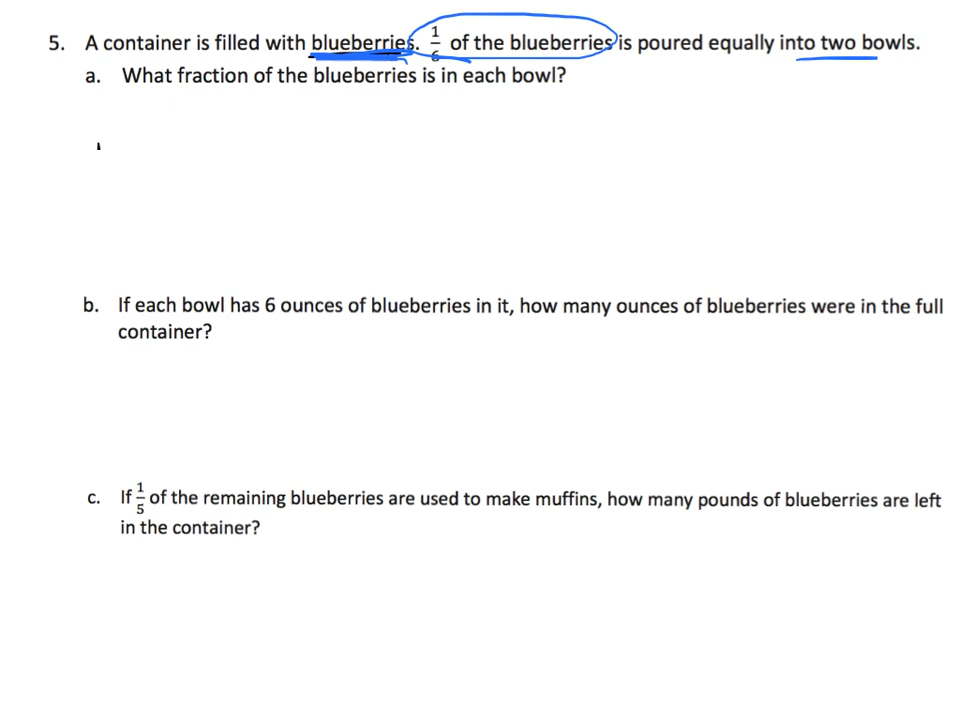 5. A container is filled with blueberries. 1/6 of the blueberries is poured equally into two bowls.
a. What fraction of the blueberries is in each bowl?
b. If each bowl has 6 ounces of blueberries in it, how many ounces of blueberries were in the full
container?
c. If 1/5 of the remaining blueberries are used to make muffins, how many pounds of blueberries are left
in the container?